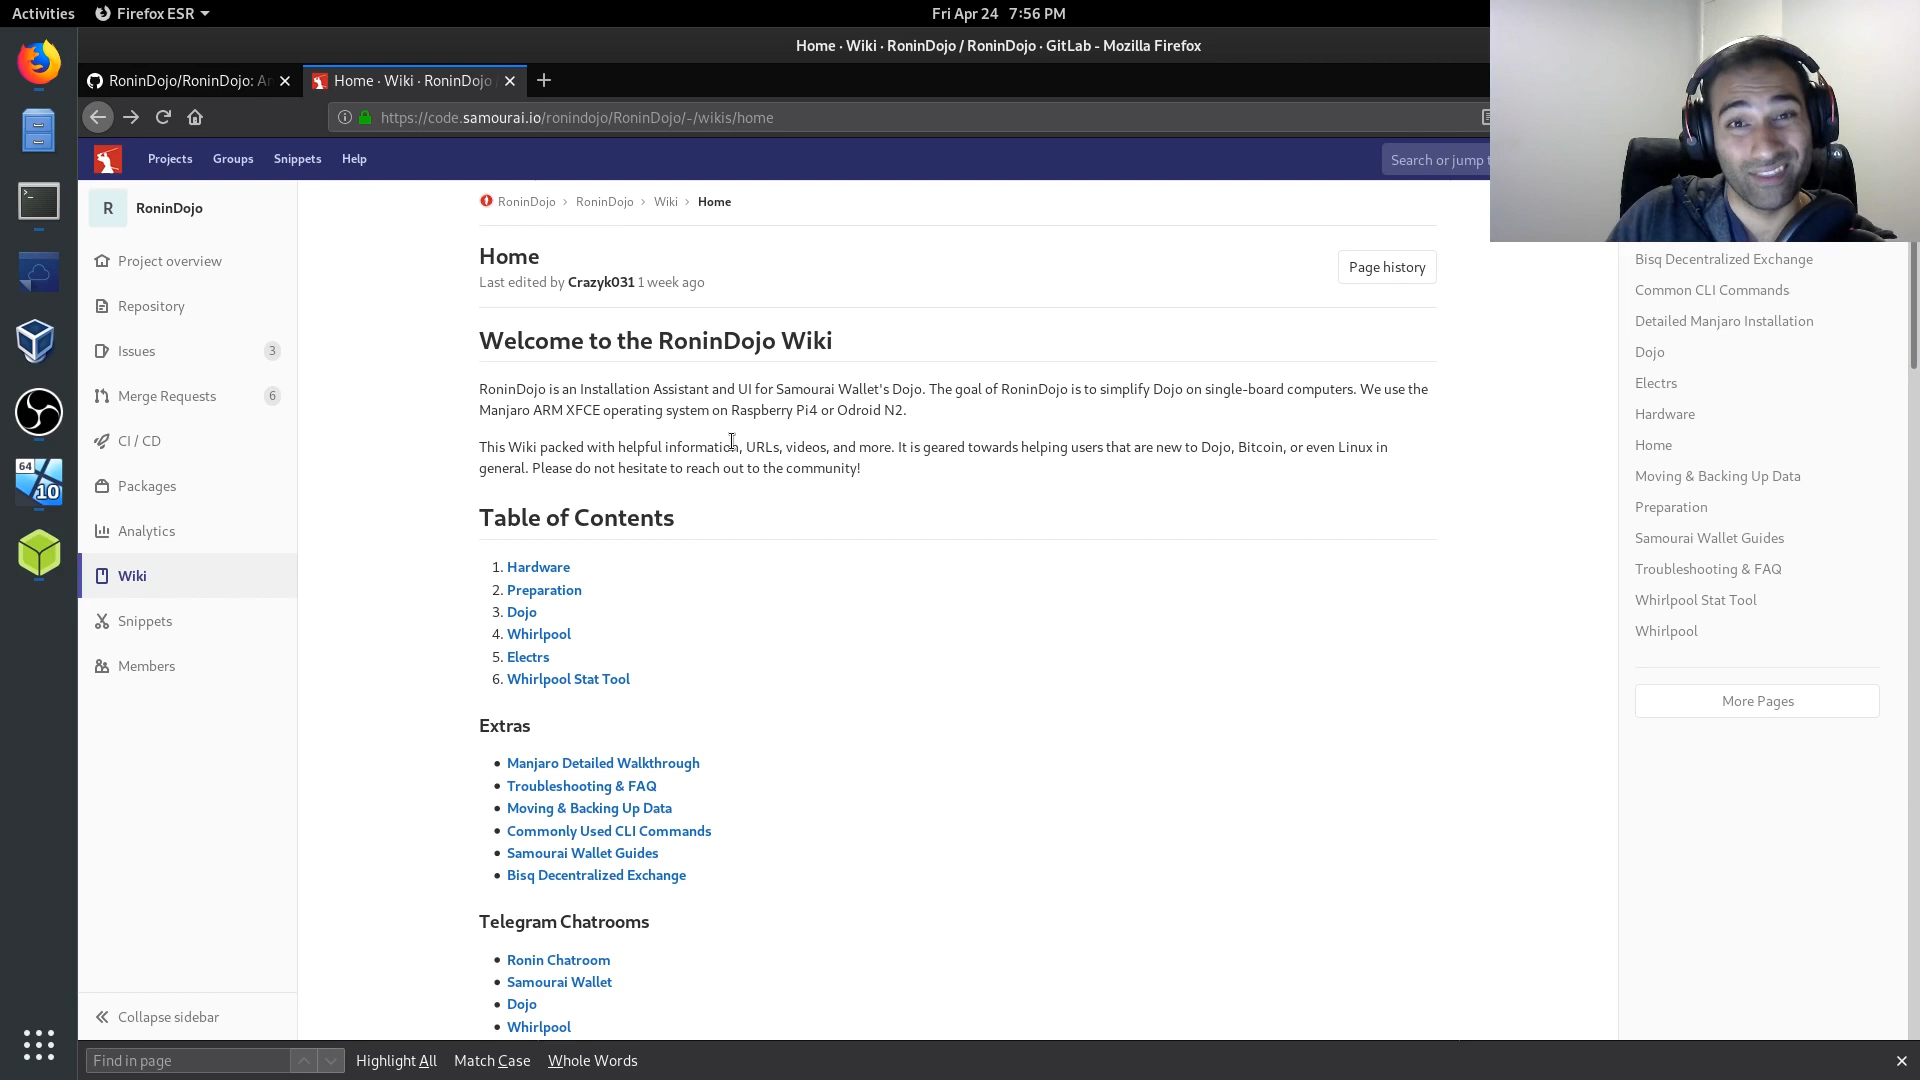 Activities
Firefox ESR
Fri Apr 24 7:56 PM
Home · Wiki · RoninDojo / RoninDojo · GitLab - Mozilla Firefox
RoninDojo/RoninDojo: Ar
Home · Wiki · RoninDojo
https://code.samourai.io/ronindojo/RoninDojo/-/wikis/home
Projects
Groups
Snippets
Help
Search or jump t
R
RoninDojo
Project overview
Repository
Issues 3
Merge Requests 6
CI / CD
Packages
Analytics
Wiki
Snippets
Members
Collapse sidebar
64
10
RoninDojo › RoninDojo › Wiki › Home
Home
Last edited by Crazyk031 1 week ago
Page history
Welcome to the RoninDojo Wiki
RoninDojo is an Installation Assistant and UI for Samourai Wallet's Dojo. The goal of RoninDojo is to simplify Dojo on single-board computers. We use the
Manjaro ARM XFCE operating system on Raspberry Pi4 or Odroid N2.
This Wiki packed with helpful information, URLs, videos, and more. It is geared towards helping users that are new to Dojo, Bitcoin, or even Linux in
general. Please do not hesitate to reach out to the community!
Table of Contents
1. Hardware
2. Preparation
3. Dojo
4. Whirlpool
5. Electrs
6. Whirlpool Stat Tool
Extras
• Manjaro Detailed Walkthrough
• Troubleshooting & FAQ
• Moving & Backing Up Data
• Commonly Used CLI Commands
• Samourai Wallet Guides
• Bisq Decentralized Exchange
Telegram Chatrooms
• Ronin Chatroom
• Samourai Wallet
• Dojo
• Whirlpool
Bisq Decentralized Exchange
Common CLI Commands
Detailed Manjaro Installation
Dojo
Electrs
Hardware
Home
Moving & Backing Up Data
Preparation
Samourai Wallet Guides
Troubleshooting & FAQ
Whirlpool Stat Tool
Whirlpool
More Pages
Find in page
Highlight All
Match Case
Whole Words